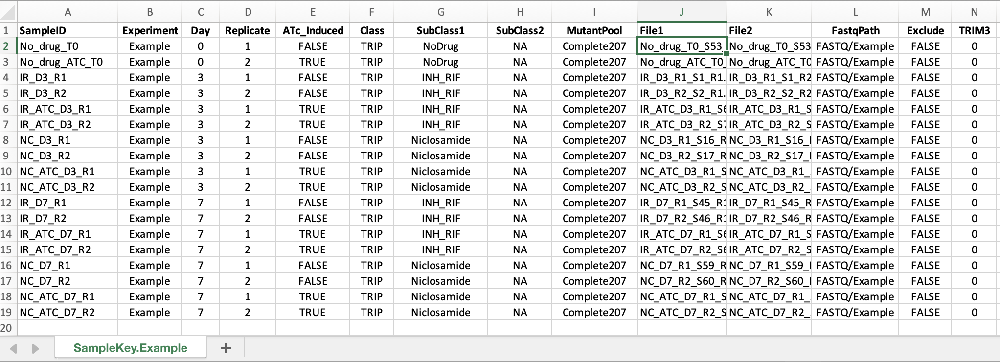 A B C D E F G H I J K L M N
1 SampleID Experiment Day Replicate ATc_Induced Class SubClass1 SubClass2 MutantPool File1 File2 FastqPath Exclude TRIM3
2 No_drug_T0 Example 0 1 FALSE TRIP NoDrug NA Complete207 No_drug_T0_S53_ No_drug_T0_S53 FASTQ/Example FALSE 0
3 No_drug_ATC_T0 Example 0 2 TRUE TRIP NoDrug NA Complete207 No_drug_ATC_T0_ No_drug_ATC_T0 FASTQ/Example FALSE 0
4 IR_D3_R1 Example 3 1 FALSE TRIP INH_RIF NA Complete207 IR_D3_R1_S1_R1. IR_D3_R1_S1_R2 FASTQ/Example FALSE 0
5 IR_D3_R2 Example 3 2 FALSE TRIP INH_RIF NA Complete207 IR_D3_R2_S2_R1. IR_D3_R2_S2_R2 FASTQ/Example FALSE 0
6 IR_ATC_D3_R1 Example 3 1 TRUE TRIP INH_RIF NA Complete207 IR_ATC_D3_R1_S6 IR_ATC_D3_R1_S FASTQ/Example FALSE 0
7 IR_ATC_D3_R2 Example 3 2 TRUE TRIP INH_RIF NA Complete207 IR_ATC_D3_R2_S7 IR_ATC_D3_R2_S FASTQ/Example FALSE 0
8 NC_D3_R1 Example 3 1 FALSE TRIP Niclosamide NA Complete207 NC_D3_R1_S16_R NC_D3_R1_S16_ FASTQ/Example FALSE 0
9 NC_D3_R2 Example 3 2 FALSE TRIP Niclosamide NA Complete207 NC_D3_R2_S17_R NC_D3_R2_S17_ FASTQ/Example FALSE 0
10 NC_ATC_D3_R1 Example 3 1 TRUE TRIP Niclosamide NA Complete207 NC_ATC_D3_R1_S NC_ATC_D3_R1_ FASTQ/Example FALSE 0
11 NC_ATC_D3_R2 Example 3 2 TRUE TRIP Niclosamide NA Complete207 NC_ATC_D3_R2_S NC_ATC_D3_R2_ FASTQ/Example FALSE 0
12 IR_D7_R1 Example 7 1 FALSE TRIP INH_RIF NA Complete207 IR_D7_R1_S45_R1 IR_D7_R1_S45_R FASTQ/Example FALSE 0
13 IR_D7_R2 Example 7 2 FALSE TRIP INH_RIF NA Complete207 IR_D7_R2_S46_R1 IR_D7_R2_S46_R FASTQ/Example FALSE 0
14 IR_ATC_D7_R1 Example 7 1 TRUE TRIP INH_RIF NA Complete207 IR_ATC_D7_R1_S6 IR_ATC_D7_R1_S FASTQ/Example FALSE 0
15 IR_ATC_D7_R2 Example 7 2 TRUE TRIP INH_RIF NA Complete207 IR_ATC_D7_R2_S6 IR_ATC_D7_R2_S FASTQ/Example FALSE 0
16 NC_D7_R1 Example 7 1 FALSE TRIP Niclosamide NA Complete207 NC_D7_R1_S59_R NC_D7_R1_S59_ FASTQ/Example FALSE 0
17 NC_D7_R2 Example 7 2 FALSE TRIP Niclosamide NA Complete207 NC_D7_R2_S60_R NC_D7_R2_S60_ FASTQ/Example FALSE 0
18 NC_ATC_D7_R1 Example 7 1 TRUE TRIP Niclosamide NA Complete207 NC_ATC_D7_R1_S NC_ATC_D7_R1_ FASTQ/Example FALSE 0
19 NC_ATC_D7_R2 Example 7 2 TRUE TRIP Niclosamide NA Complete207 NC_ATC_D7_R2_S NC_ATC_D7_R2_ FASTQ/Example FALSE 0
20
SampleKey.Example +